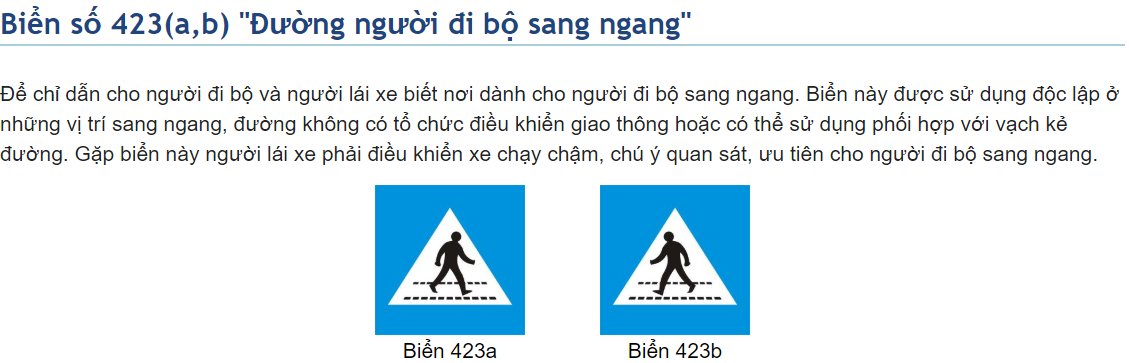 Biển số 423(a,b) "Đường người đi bộ sang ngang"
Để chỉ dẫn cho người đi bộ và người lái xe biết nơi dành cho người đi bộ sang ngang. Biển này được sử dụng độc lập ở
những vị trí sang ngang, đường không có tổ chức điều khiển giao thông hoặc có thể sử dụng phối hợp với vạch kẻ
đường. Gặp biển này người lái xe phải điều khiển xe chạy chậm, chú ý quan sát, ưu tiên cho người đi bộ sang ngang.
Biển 423a
Biển 423b